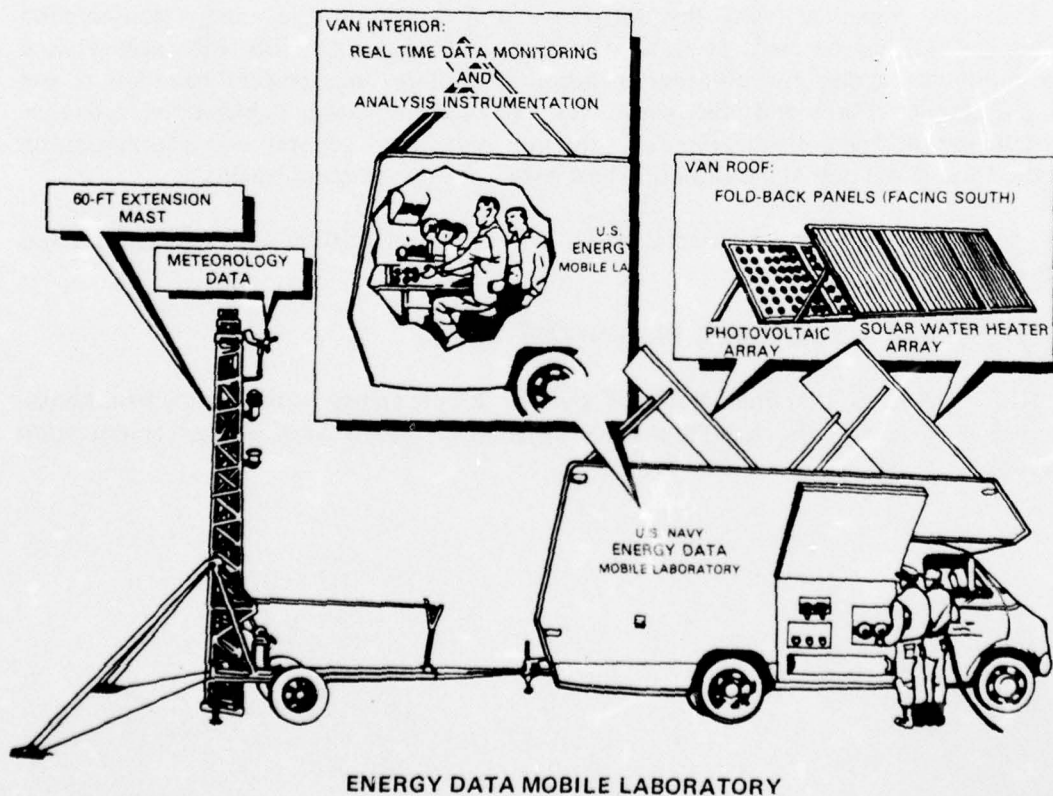 VAN INTERIOR:
REAL TIME DATA MONITORING
AND
ANALYSIS INSTRUMENTATION
U.S.
ENERGY
MOBILE LA
VAN ROOF:
FOLD-BACK PANELS (FACING SOUTH)
PHOTOVOLTAIC
ARRAY
SOLAR WATER HEATER
ARRAY
60-FT EXTENSION
MAST
METEOROLOGY
DATA
U.S. NAVY
ENERGY DATA
MOBILE LABORATORY
ENERGY DATA MOBILE LABORATORY